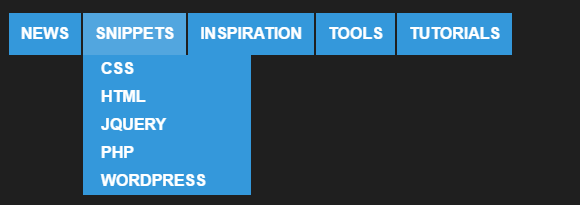 NEWS SNIPPETS INSPIRATION TOOLS TUTORIALS
CSS
HTML
JQUERY
PHP
WORDPRESS